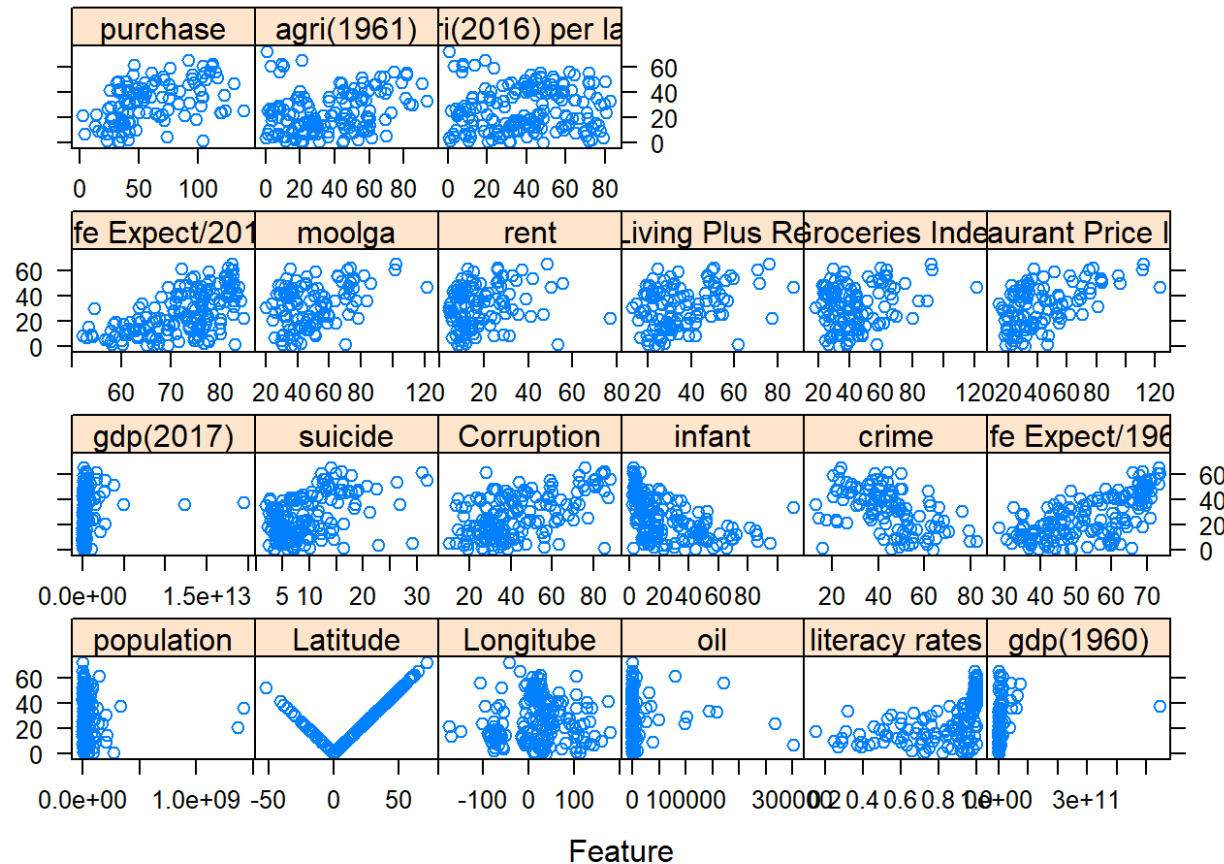 purchase agri(1961) ri(2016) per la
60
40
20
0
0 50 100 0 20 40 60 80 0 20 40 60 80
fe Expect/201 moolga rent Living Plus Re Groceries Inde aurant Price I
60
40
20
0
60 70 80 20 40 60 80 120 20 40 60 80 20 40 60 80 20 40 60 80 120 20 40 60 80 120
gdp(2017) suicide Corruption infant crime fe Expect/196
60
40
20
0
0.0e+00 1.5e+13 5 10 20 30 20 40 60 80 0 20 40 60 80 20 40 60 80 30 40 50 60 70
population Latitude Longitube oil literacy rates gdp(1960)
60
40
20
0
0.0e+00 1.0e+09 -50 0 50 -100 0 100 0 100000 0.4 0.6 0.8 3e+11
Feature